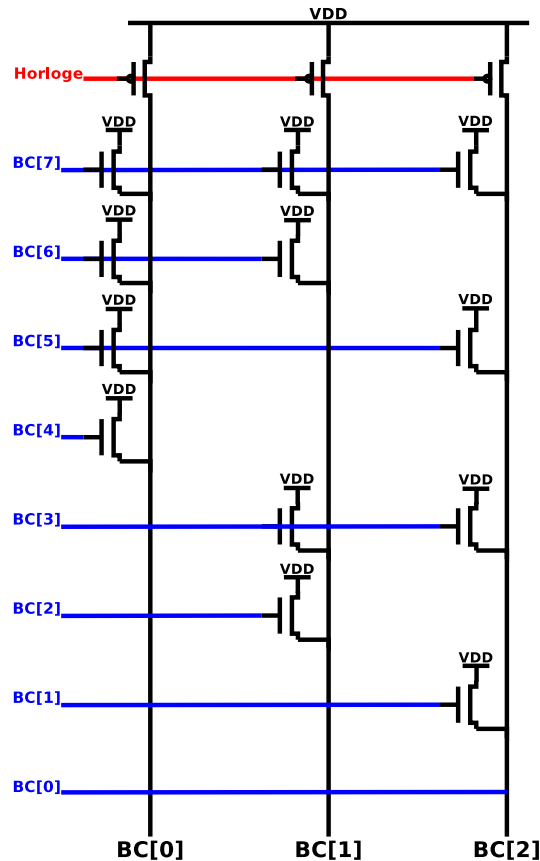 VDD
Horloge
VDD VDD VDD
BC[7]
VDD VDD
BC[6]
VDD VDD
BC[5]
VDD
BC[4]
VDD VDD
BC[3]
VDD
BC[2]
VDD
BC[1]
BC[0]
BC[0] BC[1] BC[2]